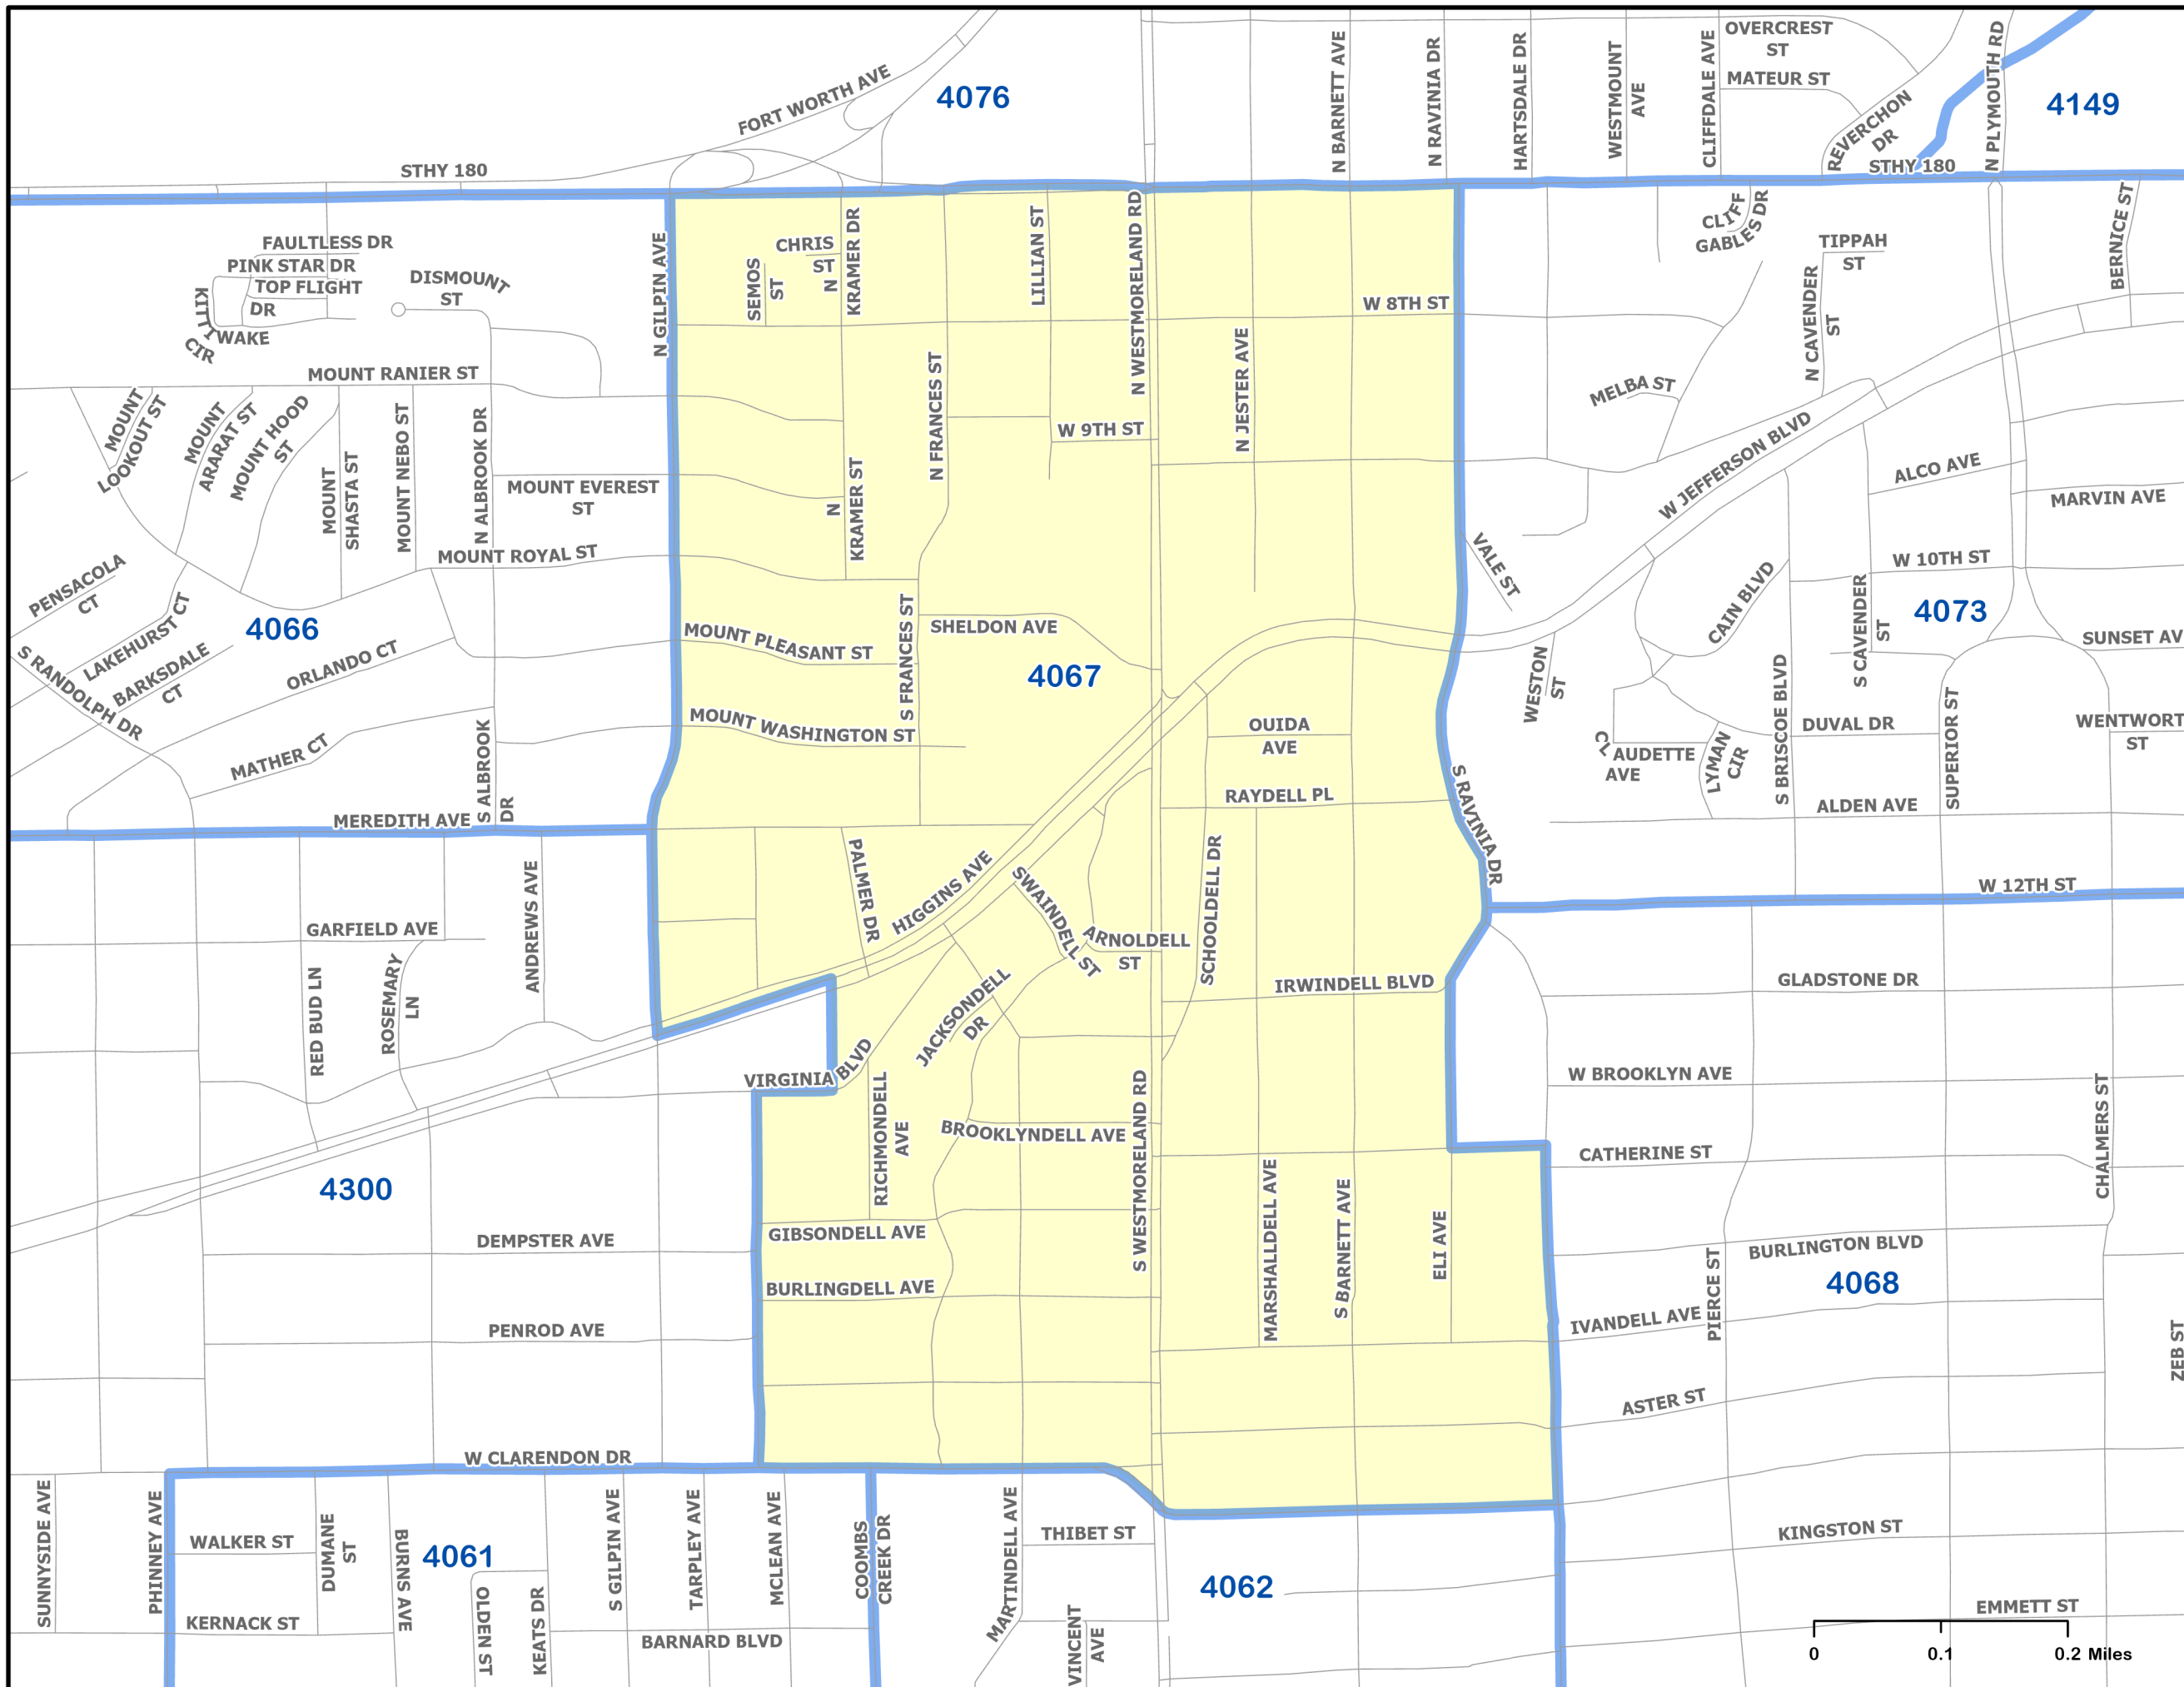 OVERCREST
ST
MATEUR ST
FORT WORTH AVE
4076
N BARNETT AVE
N RAVINIA DR
HARTSDALE DR
WESTMOUNT
AVE
CLIFFDALE AVE
REVERCHON
DR
N PLYMOUTH RD
4149
STHY 180
STHY 180
FAULTLESS DR
PINK STAR DR
TOP FLIGHT
DR
KITTY
WAKE
CIR
DISMOUNT
ST
N GILPIN AVE
SEMOS
ST
CHRIS
ST
N
KRAMER DR
LILLIAN ST
N WESTMORELAND RD
W 8TH ST
CLIFF
GABLES DR
TIPPAH
ST
BERNICE ST
N CAVENDER
ST
MOUNT RANIER ST
MOUNT
LOOKOUT ST
MOUNT
ARARAT ST
MOUNT HOOD
ST
MOUNT
SHASTA ST
MOUNT NEBO ST
N ALBROOK DR
MOUNT EVEREST
ST
N FRANCES ST
W 9TH ST
N JESTER AVE
MELBA ST
W JEFFERSON BLVD
ALCO AVE
MARVIN AVE
N
KRAMER ST
MOUNT ROYAL ST
VALE ST
W 10TH ST
PENSACOLA
CT
4066
LAKEHURST CT
BARKSDALE
CT
ORLANDO CT
S RANDOLPH DR
MATHER CT
MOUNT PLEASANT ST
S FRANCES ST
SHELDON AVE
4067
CAIN BLVD
S CAVENDER
ST
4073
SUNSET AV
WESTON
ST
MOUNT WASHINGTON ST
OUIDA
AVE
CL
AUDETTE
AVE
LYMAN
CIR
S BRISCOE BLVD
DUVAL DR
SUPERIOR ST
WENTWORT
ST
S ALBROOK
DR
MEREDITH AVE
RAYDELL PL
S RAVINIA DR
ALDEN AVE
PALMER DR
HIGGINS AVE
SWAINDELL ST
ARNOLDELL
ST
SCHOOLDELL DR
W 12TH ST
GARFIELD AVE
ANDREWS AVE
RED BUD LN
ROSEMARY
LN
JACKSONDELL
DR
IRWINDELL BLVD
GLADSTONE DR
VIRGINIA BLVD
RICHMONDELL
AVE
BROOKLYNDELL AVE
S WESTMORELAND RD
W BROOKLYN AVE
CHALMERS ST
CATHERINE ST
4300
MARSHALLDELL AVE
S BARNETT AVE
ELI AVE
DEMPSTER AVE
GIBSONDELL AVE
PIERCE ST
BURLINGTON BLVD
4068
BURLINGDELL AVE
PENROD AVE
IVANDELL AVE
ZEB ST
ASTER ST
W CLARENDON DR
SUNNYSIDE AVE
PHINNEY AVE
WALKER ST
DUMANE
ST
BURNS AVE
4061
OLDEN ST
KEATS DR
S GILPIN AVE
TARPLEY AVE
MCLEAN AVE
COOMBS
CREEK DR
MARTINDELL AVE
THIBET ST
4062
KINGSTON ST
KERNACK ST
BARNARD BLVD
VINCENT
AVE
EMMETT ST
0
0.1
0.2 Miles